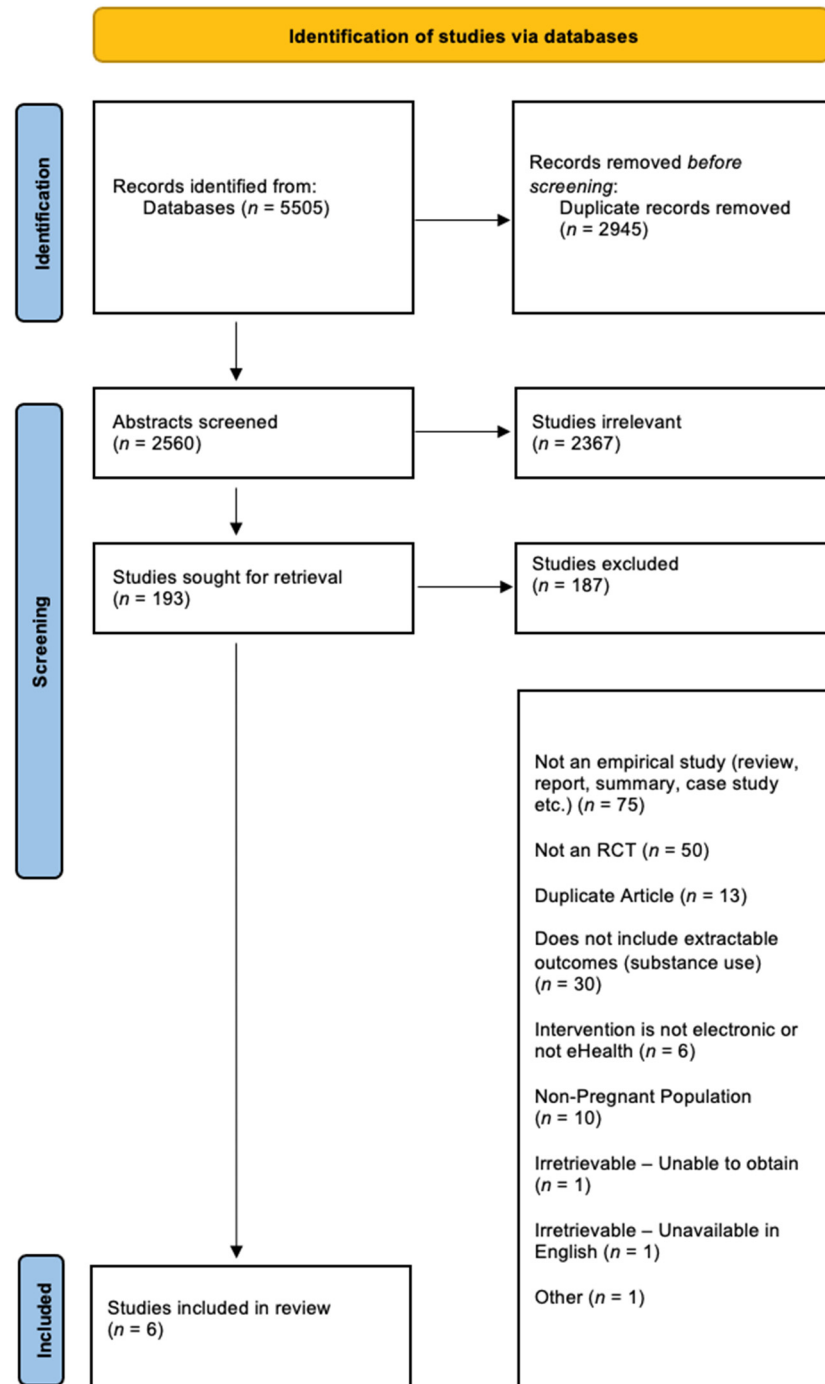 Identification of studies via databases
Identification
Records identified from:
Databases (n = 5505)
Records removed before
screening:
Duplicate records removed
(n = 2945)
Screening
Abstracts screened
(n = 2560)
Studies irrelevant
(n = 2367)
Studies sought for retrieval
(n = 193)
Studies excluded
(n = 187)
Not an empirical study (review,
report, summary, case study
etc.) (n = 75)
Not an RCT (n = 50)
Duplicate Article (n = 13)
Does not include extractable
outcomes (substance use)
(n = 30)
Intervention is not electronic or
not eHealth (n = 6)
Non-Pregnant Population
(n = 10)
Irretrievable – Unable to obtain
(n = 1)
Irretrievable – Unavailable in
English (n = 1)
Other (n = 1)
Included
Studies included in review
(n = 6)